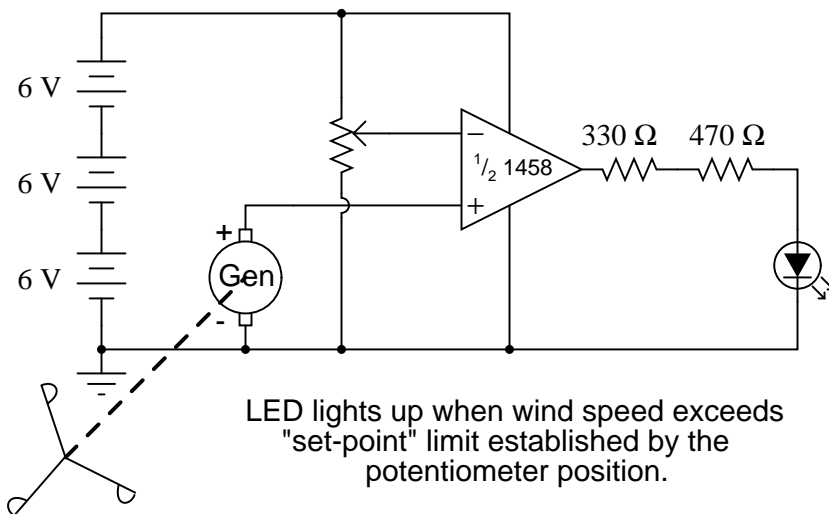 6 V
6 V
6 V
−
+
1/2 1458
330 Ω
470 Ω
+
Gen
-
LED lights up when wind speed exceeds
"set-point" limit established by the
potentiometer position.